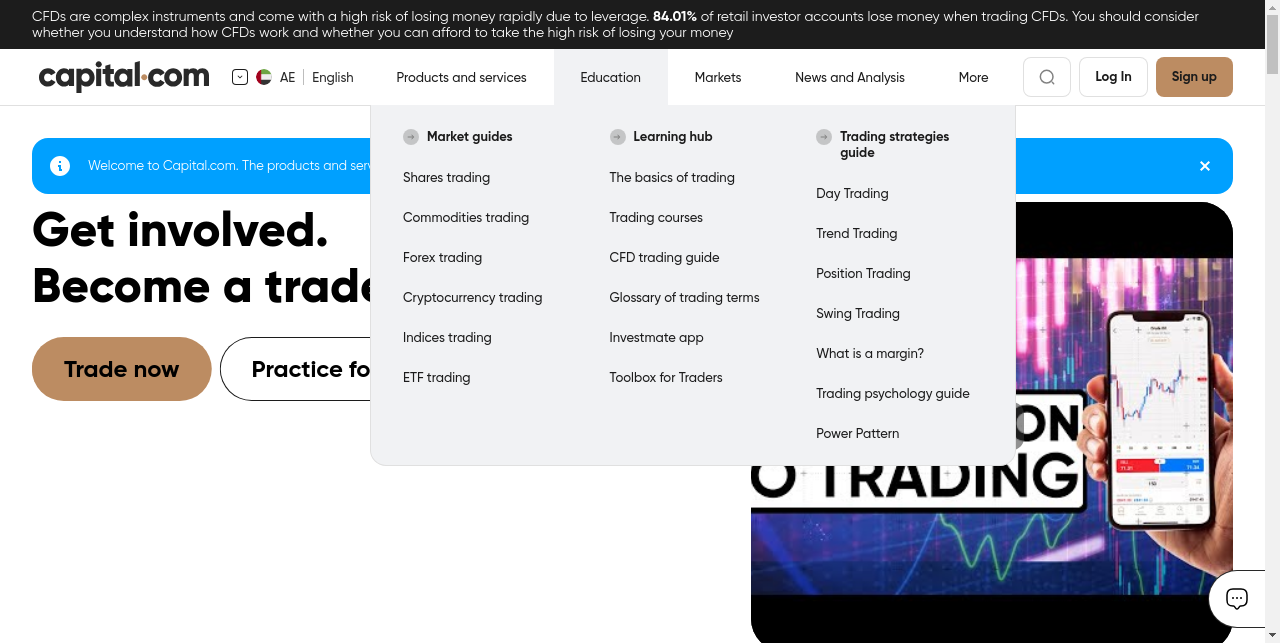 CFDs are complex instruments and come with a high risk of losing money rapidly due to leverage. 84.01% of retail investor accounts lose money when trading CFDs. You should consider
whether you understand how CFDs work and whether you can afford to take the high risk of losing your money
capital.com
AE
English
Products and services
Education
Markets
News and Analysis
More
Log In
Sign up
Market guides
Shares trading
Commodities trading
Forex trading
Cryptocurrency trading
Indices trading
ETF trading
Learning hub
The basics of trading
Trading courses
CFD trading guide
Glossary of trading terms
Investmate app
Toolbox for Traders
Trading strategies
guide
Day Trading
Trend Trading
Position Trading
Swing Trading
What is a margin?
Trading psychology guide
Power Pattern
Welcome to Capital.com. The products and
Get involved.
Become a
Trade now
Practice
TRADING